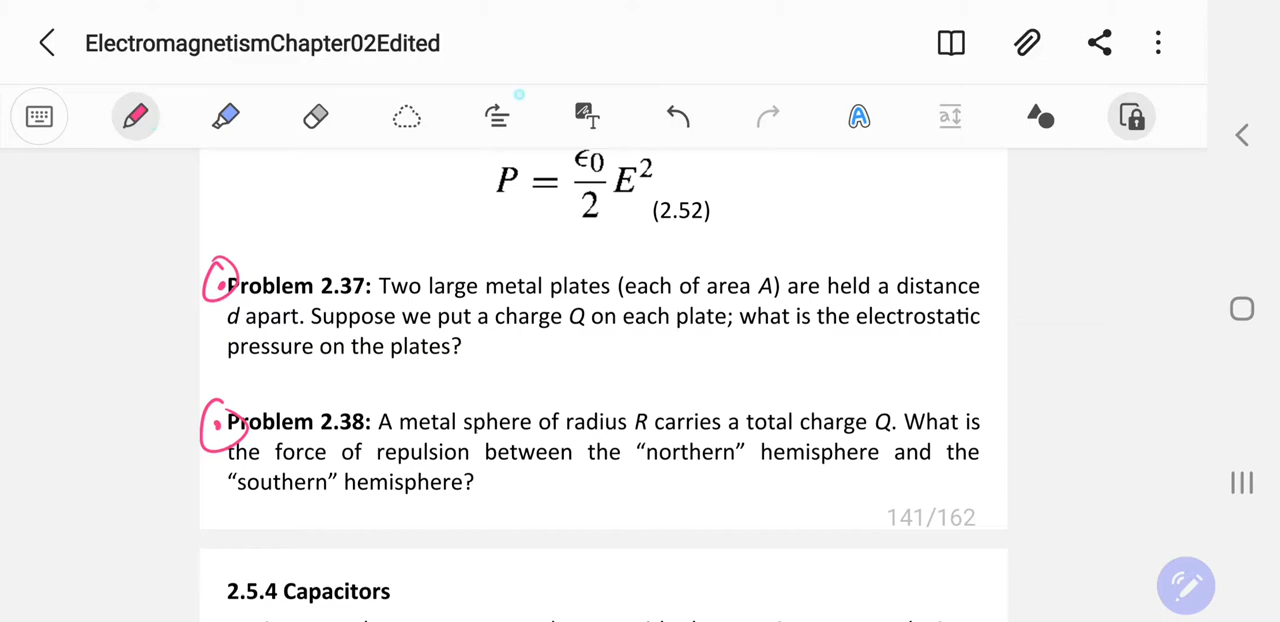 ElectromagnetismChapter02Edited
P = ϵ0/2 E² (2.52)
Problem 2.37: Two large metal plates (each of area A) are held a distance
d apart. Suppose we put a charge Q on each plate; what is the electrostatic
pressure on the plates?
Problem 2.38: A metal sphere of radius R carries a total charge Q. What is
the force of repulsion between the “northern” hemisphere and the
“southern” hemisphere?
141/162
2.5.4 Capacitors